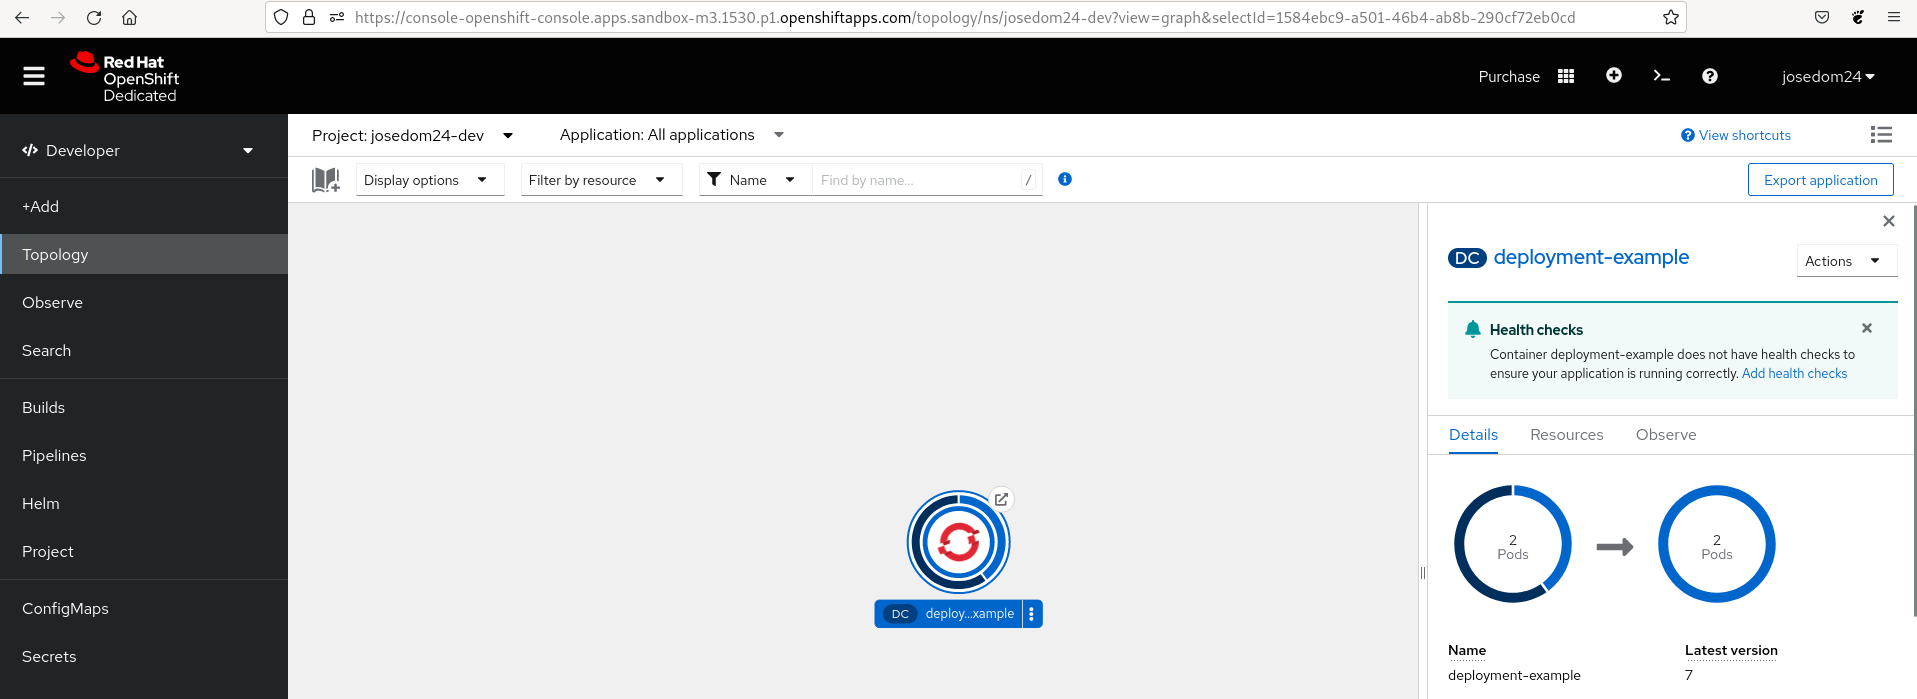 https://console-openshift-console.apps.sandbox-m3.1530.p1.openshiftapps.com/topology/ns/josedom24-dev?view=graph&selectId=1584ebc9-a501-46b4-ab8b-290cf72eb0cd
Red Hat
OpenShift
Dedicated
Purchase
josedom24
Developer
+Add
Topology
Observe
Search
Builds
Pipelines
Helm
Project
ConfigMaps
Secrets
Project: josedom24-dev
Application: All applications
View shortcuts
Display options
Filter by resource
Name
Find by name...
/
Export application
DC deploy...xample
DC deployment-example
Actions
Health checks
Container deployment-example does not have health checks to
ensure your application is running correctly. Add health checks
Details Resources Observe
2
Pods
2
Pods
Name
deployment-example
Latest version
7